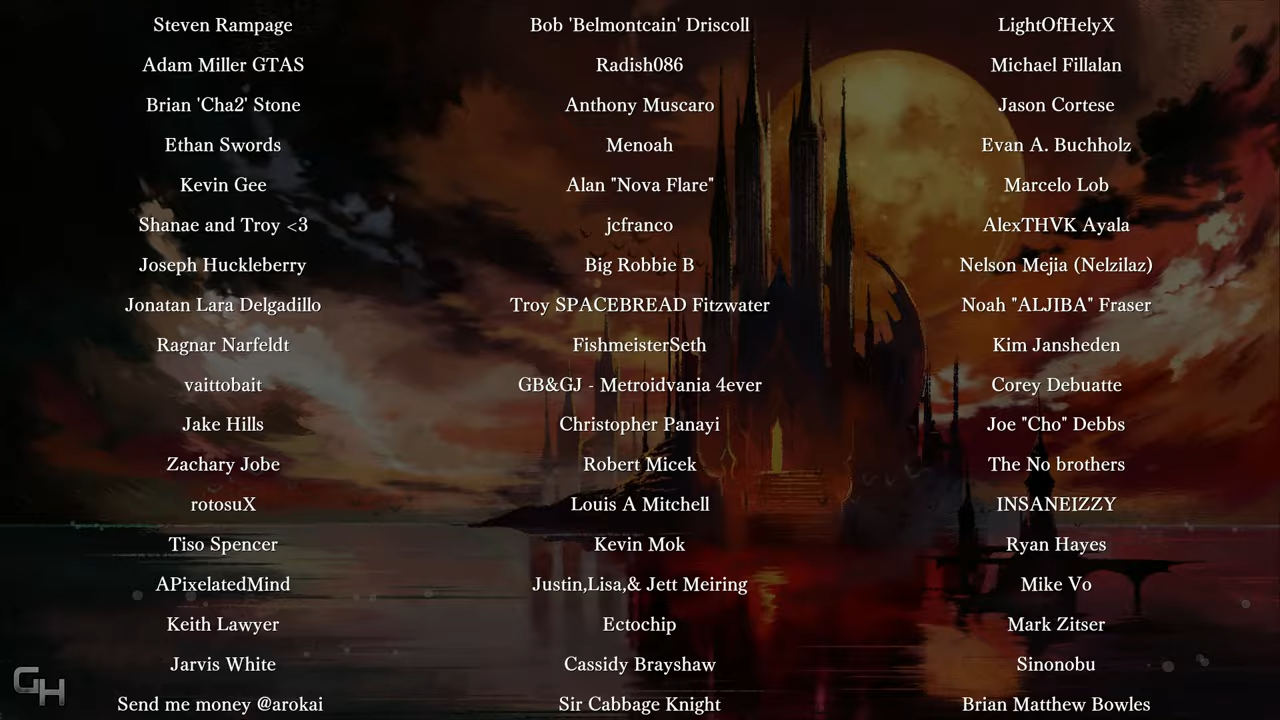 Steven Rampage
Bob 'Belmontcain' Driscoll
LightOfHelyX
Adam Miller GTAS
Radish086
Michael Fillalan
Brian 'Cha2' Stone
Anthony Muscaro
Jason Cortese
Ethan Swords
Menoah
Evan A. Buchholz
Kevin Gee
Alan "Nova Flare"
Marcelo Lob
Shanae and Troy <3
jcfranco
AlexTHVK Ayala
Joseph Huckleberry
Big Robbie B
Nelson Mejia (Nelzilaz)
Jonatan Lara Delgadillo
Troy SPACEBREAD Fitzwater
Noah "ALJIBA" Fraser
Ragnar Narfeldt
FishmeisterSeth
Kim Jansheden
vaittobait
GB&GJ - Metroidvania 4ever
Corey Debuatte
Jake Hills
Christopher Panayi
Joe "Cho" Debbs
Zachary Jobe
Robert Micek
The No brothers
rotosuX
Louis A Mitchell
INSANEIZZY
Tiso Spencer
Kevin Mok
Ryan Hayes
APixelatedMind
Justin,Lisa,& Jett Meiring
Mike Vo
Keith Lawyer
Ectochip
Mark Zitser
Jarvis White
Cassidy Brayshaw
Sinonobu
GH
Send me money @arokai
Sir Cabbage Knight
Brian Matthew Bowles